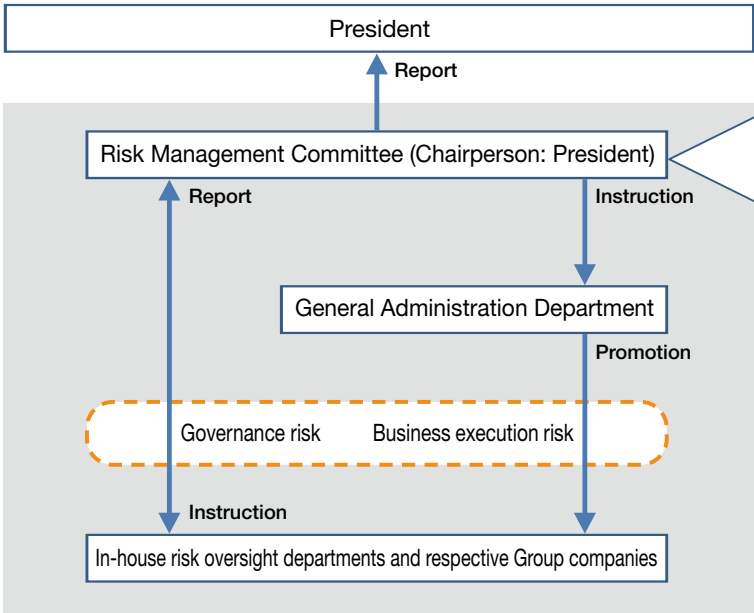 President
Report
Risk Management Committee (Chairperson: President)
Report
Instruction
General Administration Department
Promotion
Governance risk
Business execution risk
Instruction
In-house risk oversight departments and respective Group companies